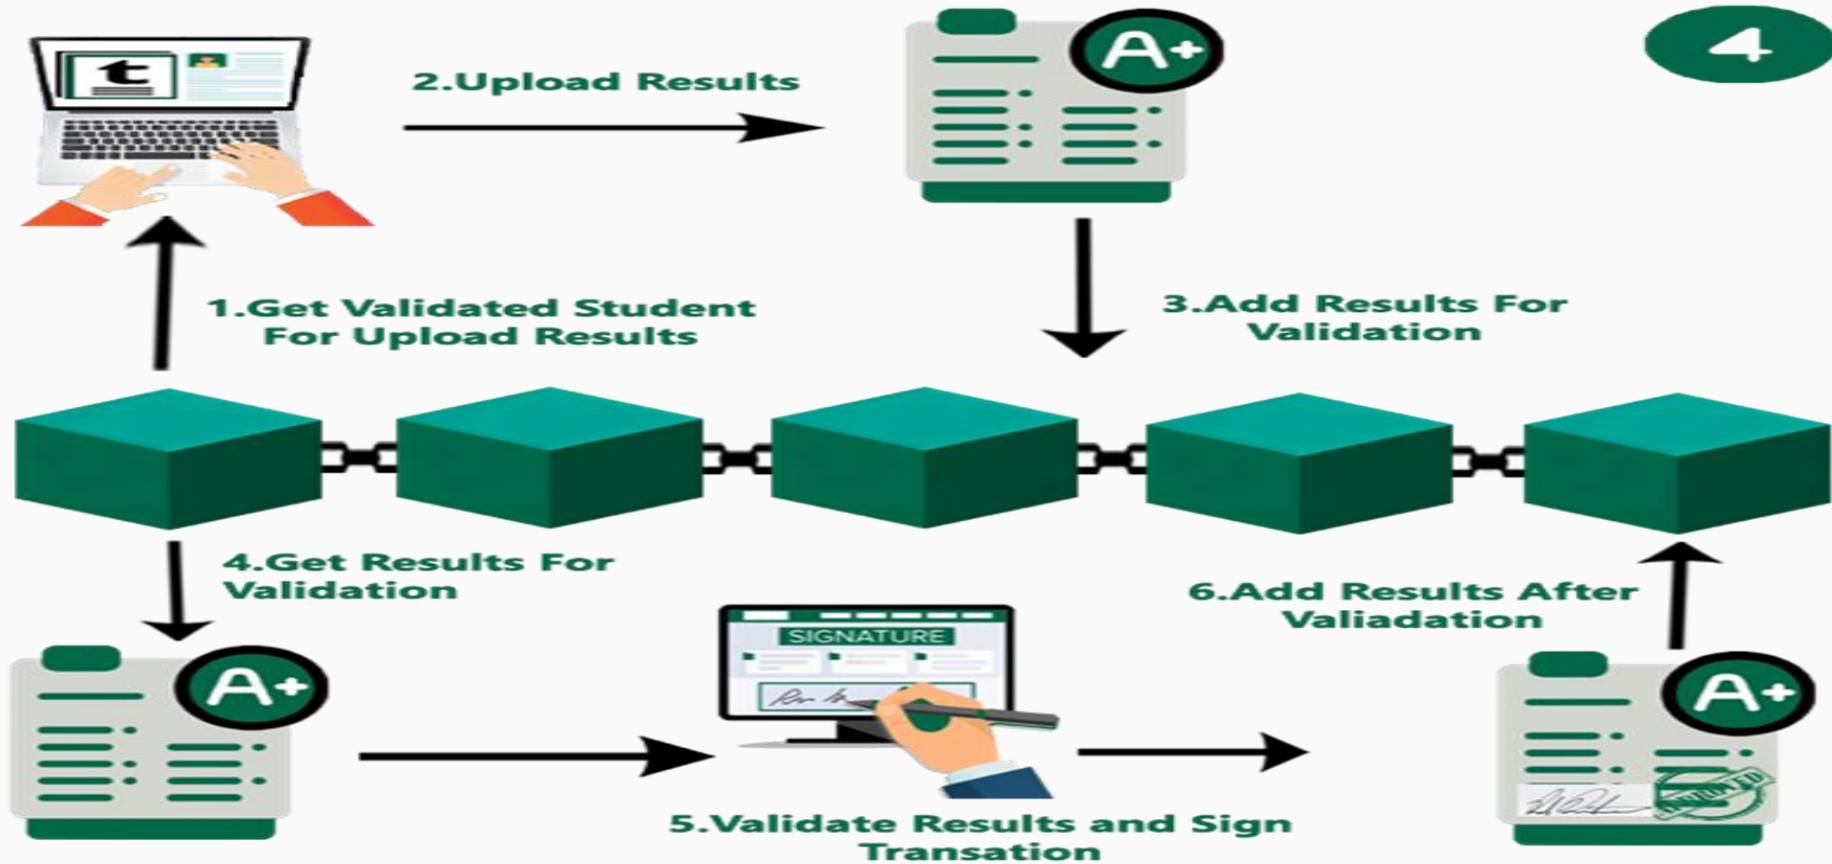 t
2.Upload Results
A+
4
1.Get Validated Student
For Upload Results
3.Add Results For
Validation
4.Get Results For
Validation
6.Add Results After
Valiadation
A+
SIGNATURE
A+
5.Validate Results and Sign
Transation